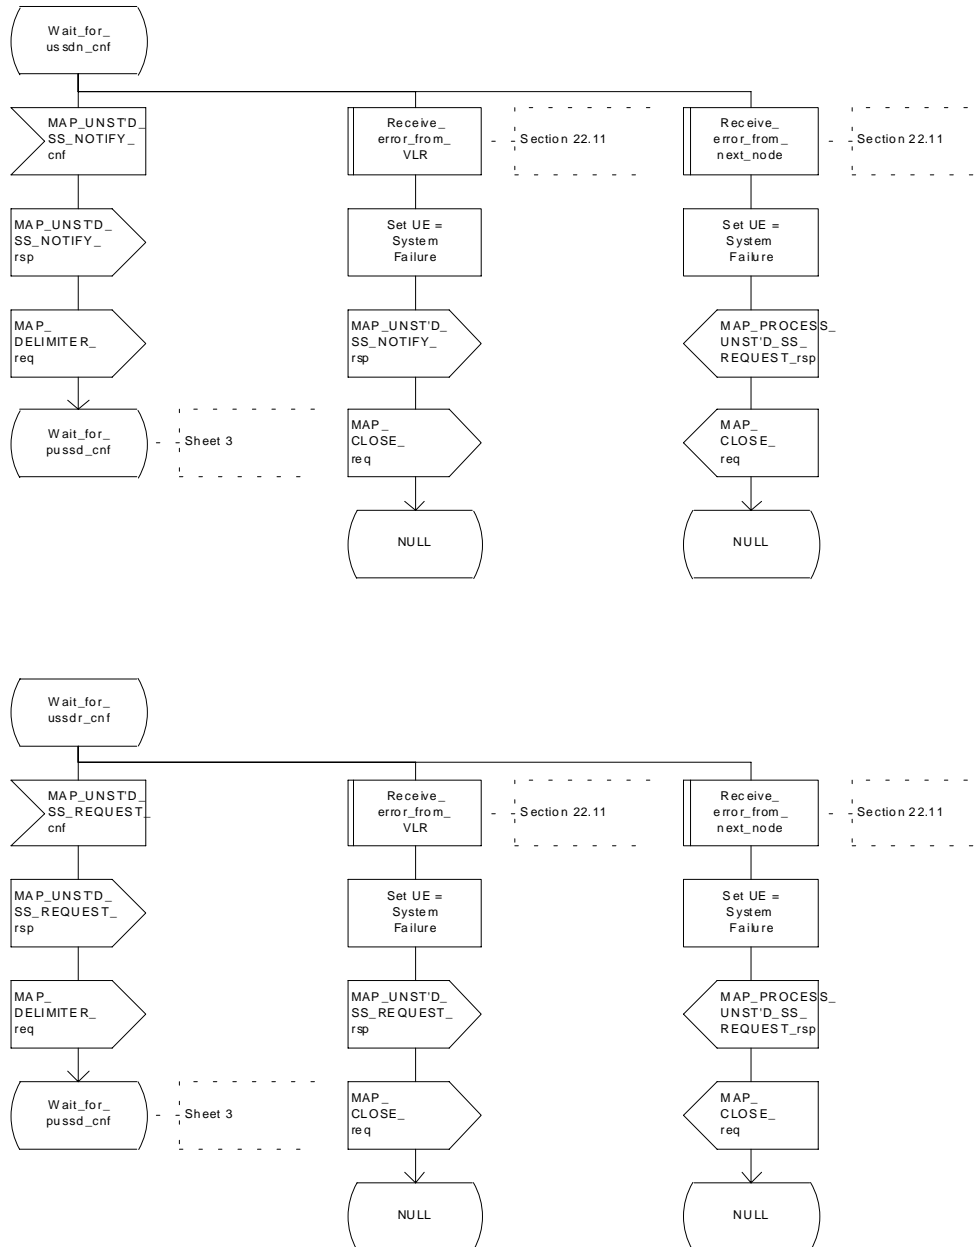 Wait_for_
ussdn_cnf
MAP_UNST'D_
SS_NOTIFY_
cnf
Receive_
error_from_
VLR
Section 22.11
Receive_
error_from_
next_node
Section 22.11
MAP_UNST'D_
SS_NOTIFY_
rsp
Set UE =
System
Failure
Set UE =
System
Failure
MAP_
DELIMITER_
req
MAP_UNST'D_
SS_NOTIFY_
rsp
MAP_PROCESS_
UNST'D_SS_
REQUEST_rsp
Wait_for_
pussd_cnf
Sheet 3
MAP_
CLOSE_
req
MAP_
CLOSE_
req
NULL
NULL
Wait_for_
ussdr_cnf
MAP_UNST'D_
SS_REQUEST_
cnf
Receive_
error_from_
VLR
Section 22.11
Receive_
error_from_
next_node
Section 22.11
MAP_UNST'D_
SS_REQUEST_
rsp
Set UE =
System
Failure
Set UE =
System
Failure
MAP_
DELIMITER_
req
MAP_UNST'D_
SS_REQUEST_
rsp
MAP_PROCESS_
UNST'D_SS_
REQUEST_rsp
Wait_for_
pussd_cnf
Sheet 3
MAP_
CLOSE_
req
MAP_
CLOSE_
req
NULL
NULL